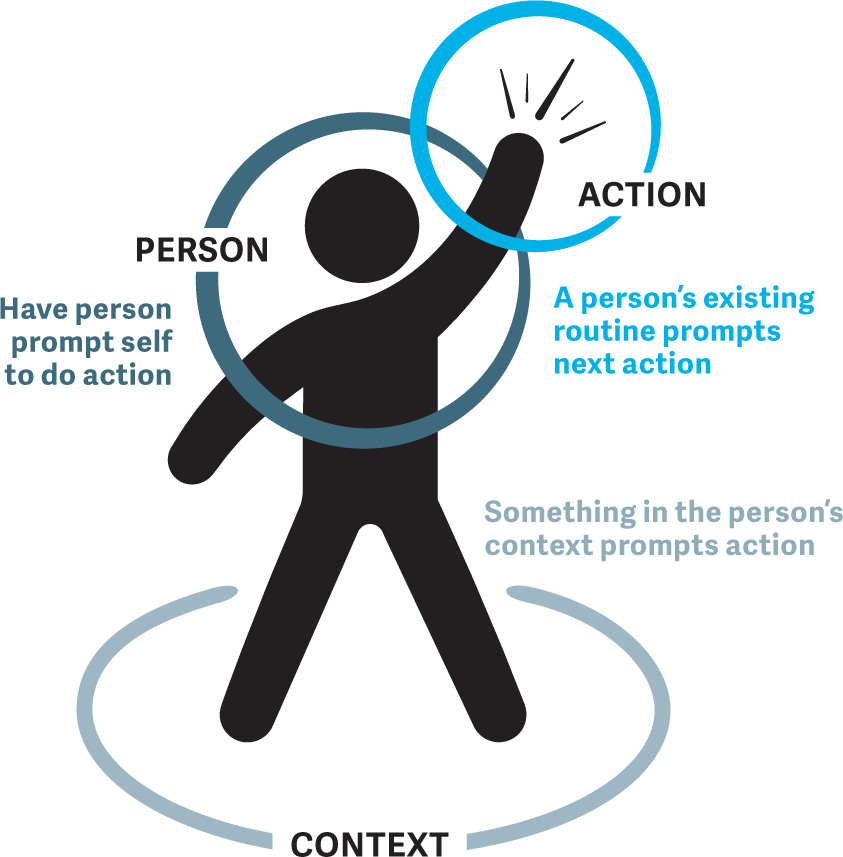 ACTION
PERSON
Have person
prompt self
to do action
A person’s existing
routine prompts
next action
Something in the person’s
context prompts action
CONTEXT